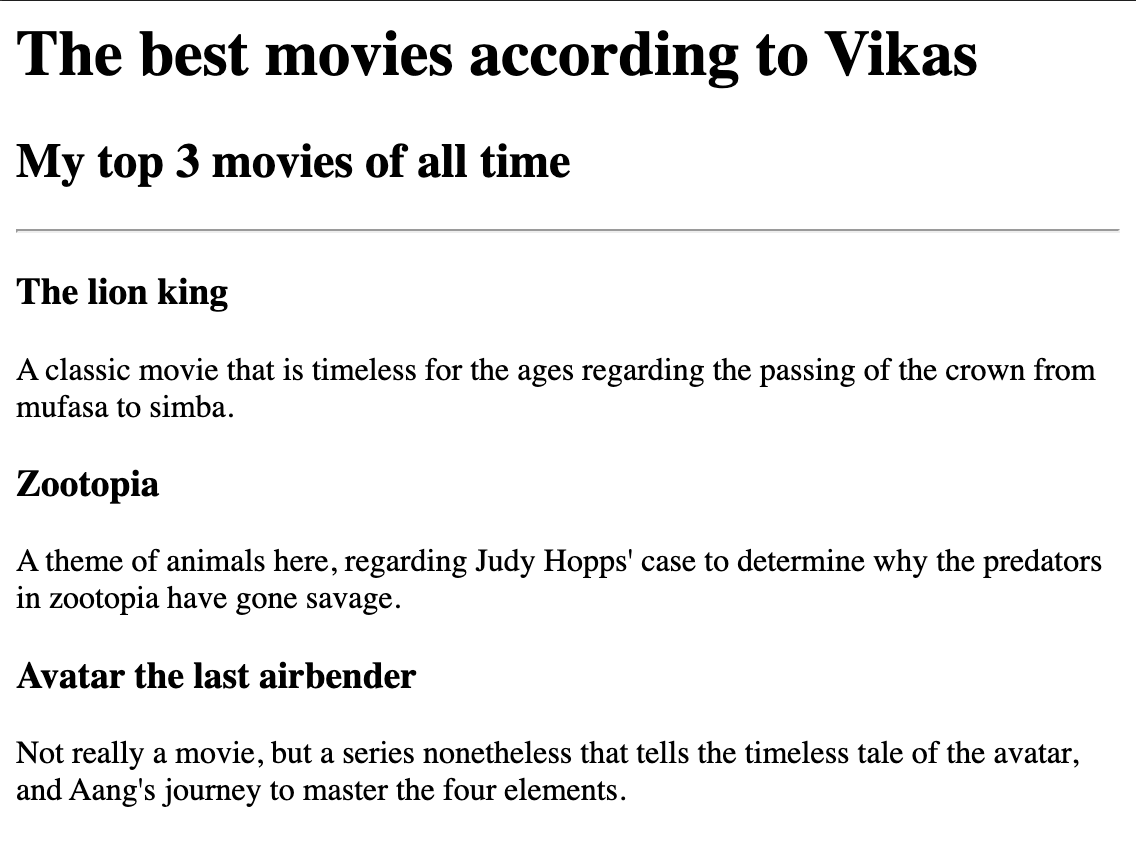 The best movies according to Vikas
My top 3 movies of all time
The lion king
A classic movie that is timeless for the ages regarding the passing of the crown from
mufasa to simba.
Zootopia
A theme of animals here, regarding Judy Hopps' case to determine why the predators
in zootopia have gone savage.
Avatar the last airbender
Not really a movie, but a series nonetheless that tells the timeless tale of the avatar,
and Aang's journey to master the four elements.